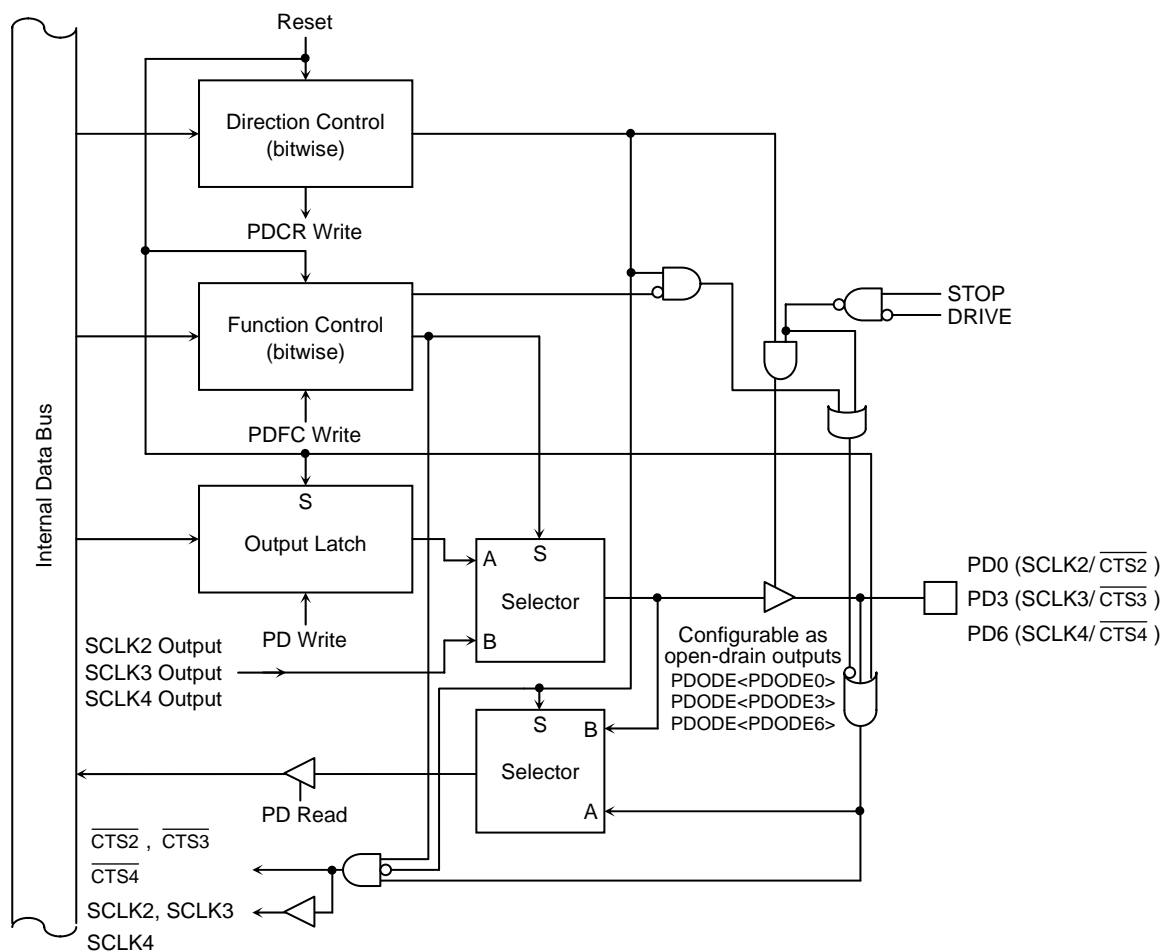 Reset
Direction Control
(bitwise)
PDCR Write
STOP
DRIVE
Function Control
(bitwise)
PDFC Write
Internal Data Bus
S
Output Latch
PD Write
A
S
Selector
B
SCLK2 Output
SCLK3 Output
SCLK4 Output
PD0 (SCLK2/ CTS2 )
PD3 (SCLK3/ CTS3 )
PD6 (SCLK4/ CTS4 )
Configurable as
open-drain outputs
PDODE<PDODE0>
PDODE<PDODE3>
PDODE<PDODE6>
S
B
Selector
A
PD Read
CTS2 , CTS3
CTS4
SCLK2, SCLK3
SCLK4